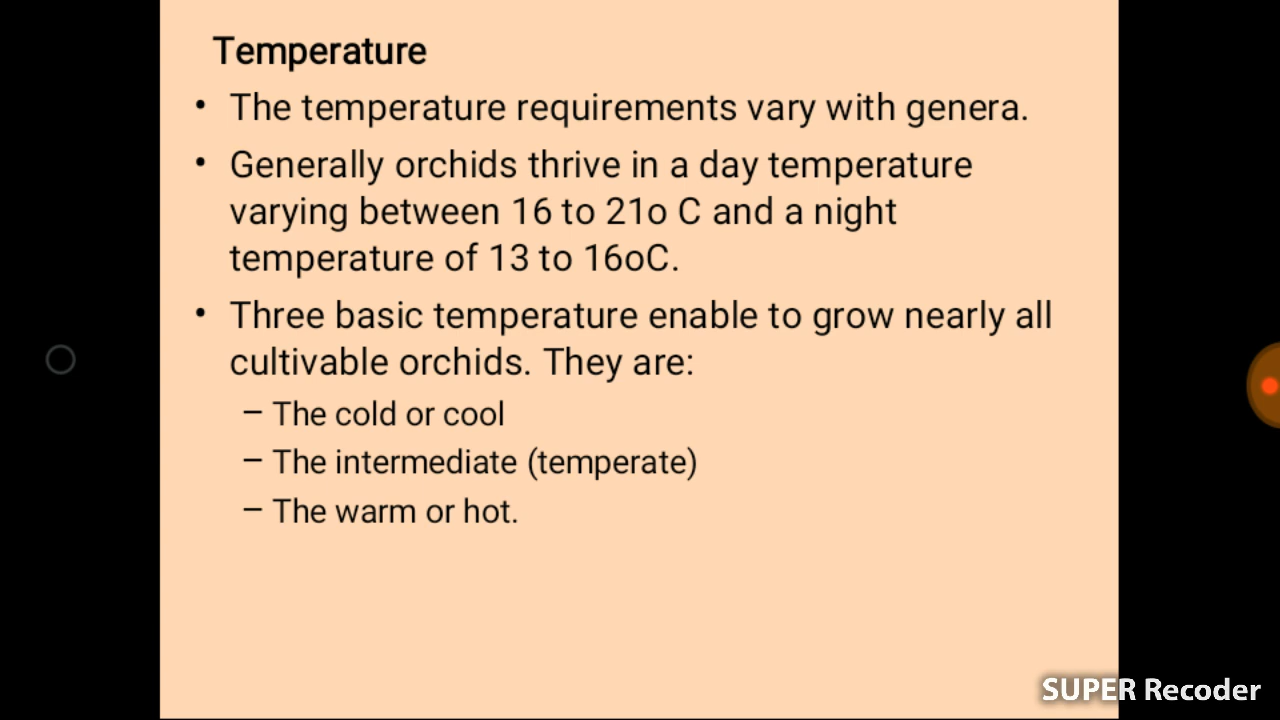 Temperature
• The temperature requirements vary with genera.
• Generally orchids thrive in a day temperature
varying between 16 to 21o C and a night
temperature of 13 to 16oC.
• Three basic temperature enable to grow nearly all
cultivable orchids. They are:
– The cold or cool
– The intermediate (temperate)
– The warm or hot.
SUPER Recoder